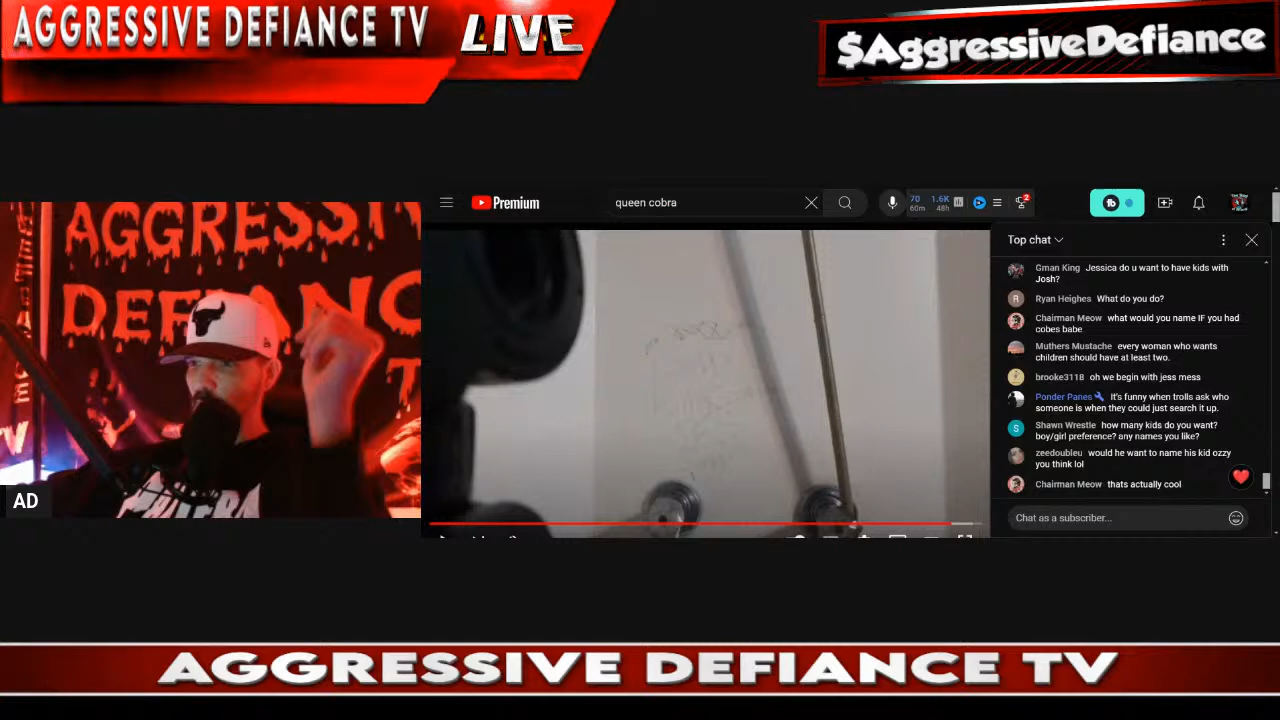 AGGRESSIVE DEFIANCE TV
LIVE
$AggressiveDefiance
Premium
queen cobra
70
60m
1.6K
48h
2
Top chat
Gman King Jessica do u want to have kids with
Josh?
Ryan Heighes What do you do?
Chairman Meow what would you name IF you had
cobes babe
Muthers Mustache every woman who wants
children should have at least two.
brooke3118 oh we begin with jess mess
Ponder Panes It's funny when trolls ask who
someone is when they could just search it up.
Shawn Wrestle how many kids do you want?
boy/girl preference? any names you like?
zeedoubleu would he want to name his kid ozzy
you think lol
Chairman Meow thats actually cool
Chat as a subscriber...
AGGRESSIV
DEFIANC
T
AD
AGGRESSIVE DEFIANCE TV